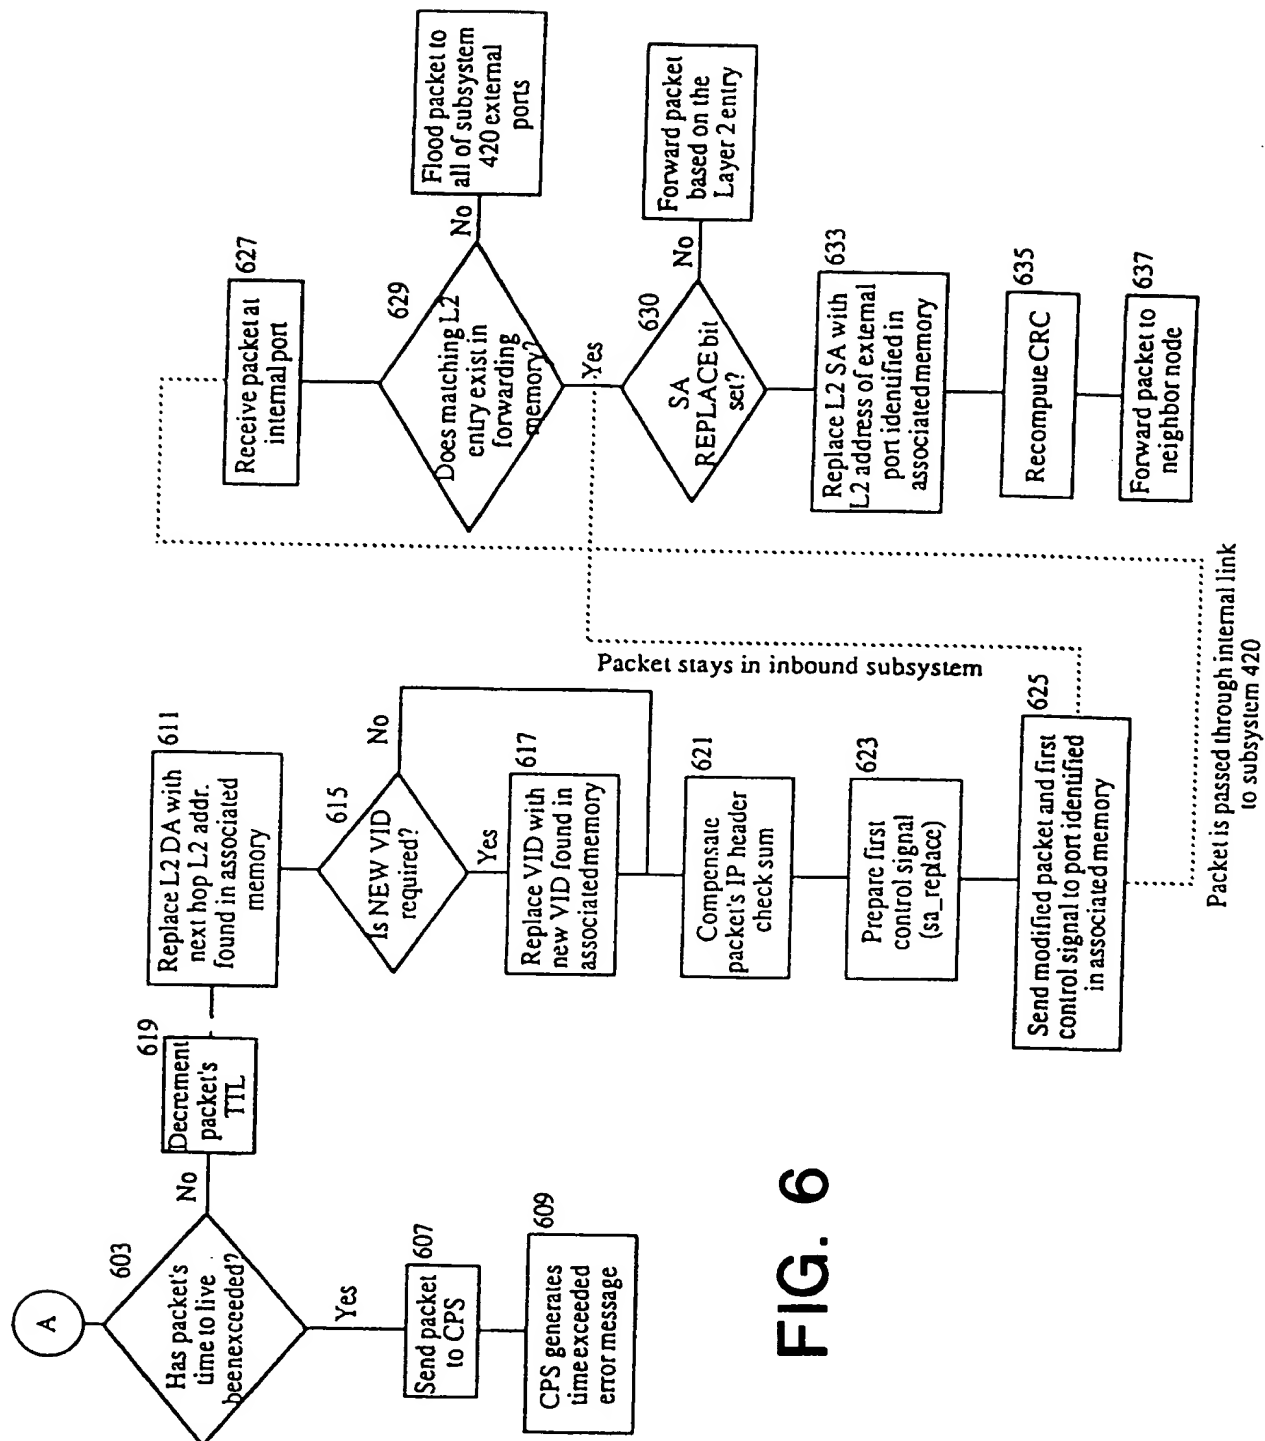 A
603
Has packet's
time to live
been exceeded?
No
Yes
607
Send packet
to CPS
609
CPS generates
time exceeded
error message
619
Decrement
packet's
TTL
611
Replace L2 DA with
next hop L2 addr.
found in associated
memory
615
Is NEW VID
required?
No
Yes
617
Replace VID with
new VID found in
associated memory
621
Compensate
packet's IP header
check sum
623
Prepare first
control signal
(sa_replace)
625
Send modified packet and first
control signal to port identified
in associated memory
Packet stays in inbound subsystem
Packet is passed through internal link
to subsystem 420
627
Receive packet at
internal port
629
Does matching L2
entry exist in
forwarding
memory?
No
Flood packet to
all of subsystem
420 external
ports
Yes
630
SA
REPLACE bit
set?
No
Forward packet
based on the
Layer 2 entry
633
Replace L2 SA with
L2 address of external
port identified in
associated memory
635
Recompute CRC
637
Forward packet to
neighbor node
FIG. 6